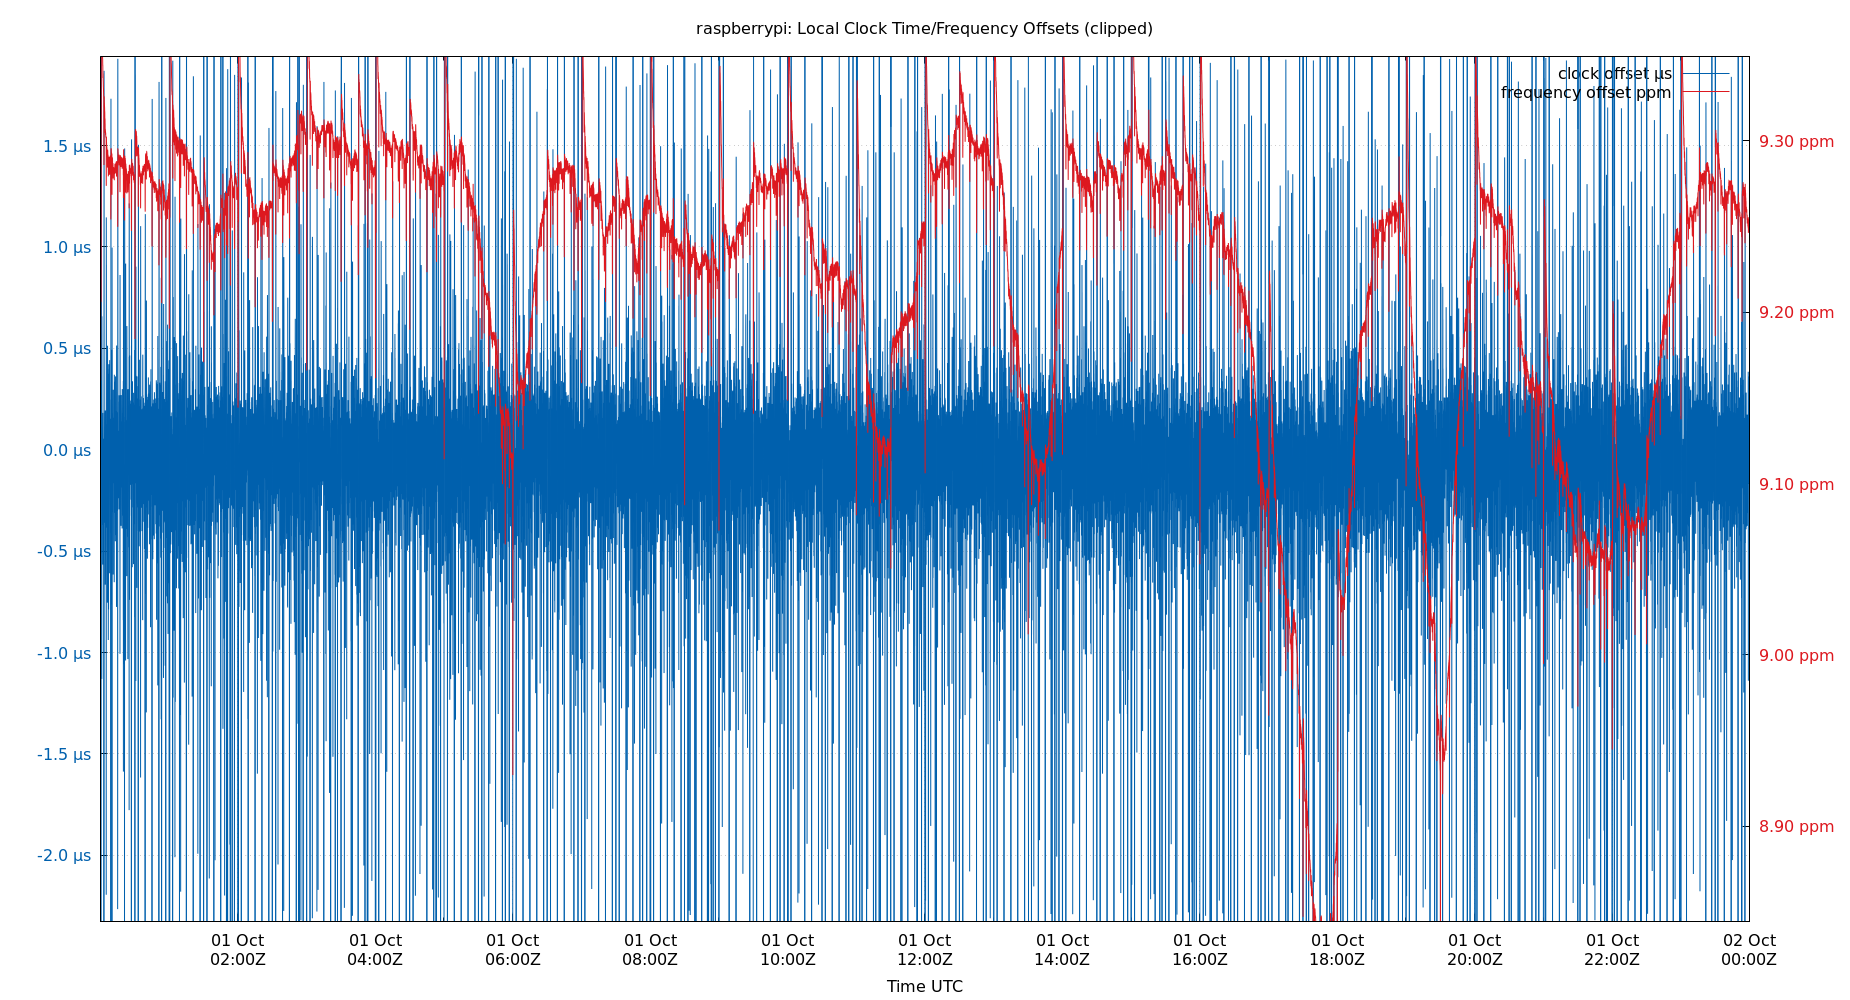 raspberrypi: Local Clock Time/Frequency Offsets (clipped)
clock offset µs
frequency offset ppm
1.5 µs
1.0 µs
0.5 µs
0.0 µs
-0.5 µs
-1.0 µs
-1.5 µs
-2.0 µs
9.30 ppm
9.20 ppm
9.10 ppm
9.00 ppm
8.90 ppm
01 Oct 01 Oct 01 Oct 01 Oct 01 Oct 01 Oct 01 Oct 01 Oct 01 Oct 01 Oct 01 Oct 02 Oct
02:00Z 04:00Z 06:00Z 08:00Z 10:00Z 12:00Z 14:00Z 16:00Z 18:00Z 20:00Z 22:00Z 00:00Z
Time UTC